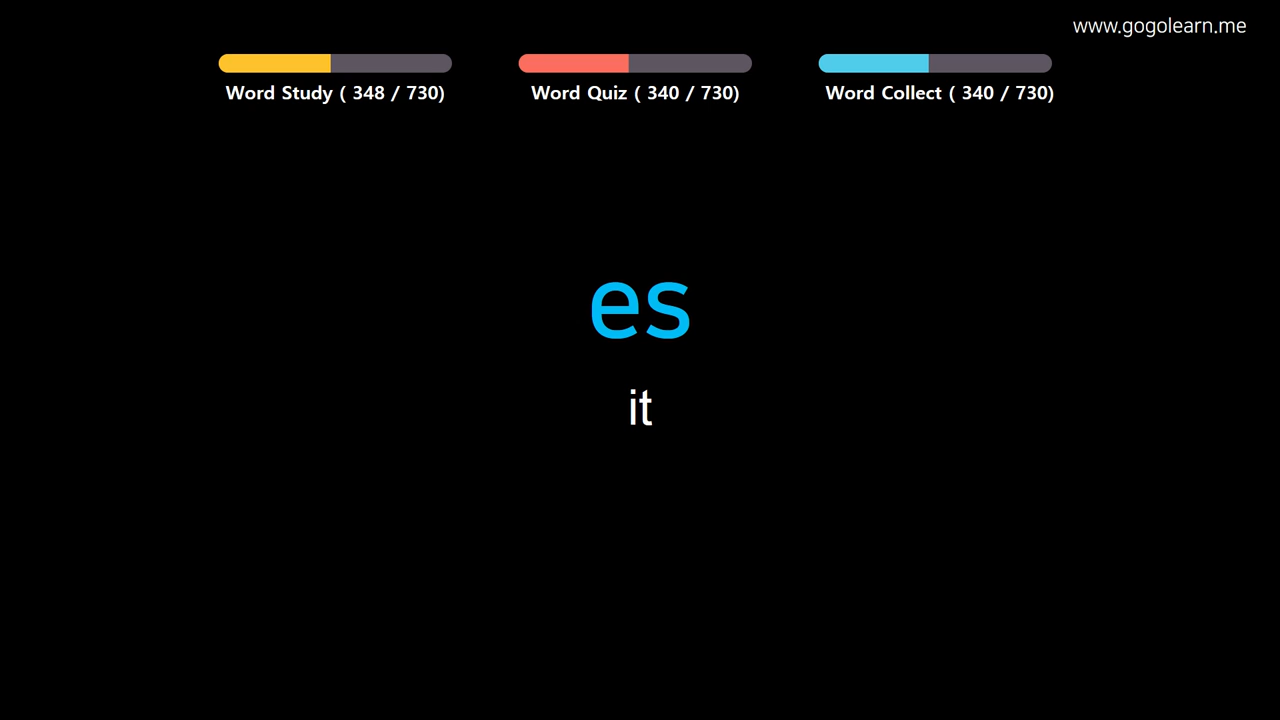 www.gogolearn.me
Word Study ( 348 / 730)
Word Quiz ( 340 / 730)
Word Collect ( 340 / 730)
es
it